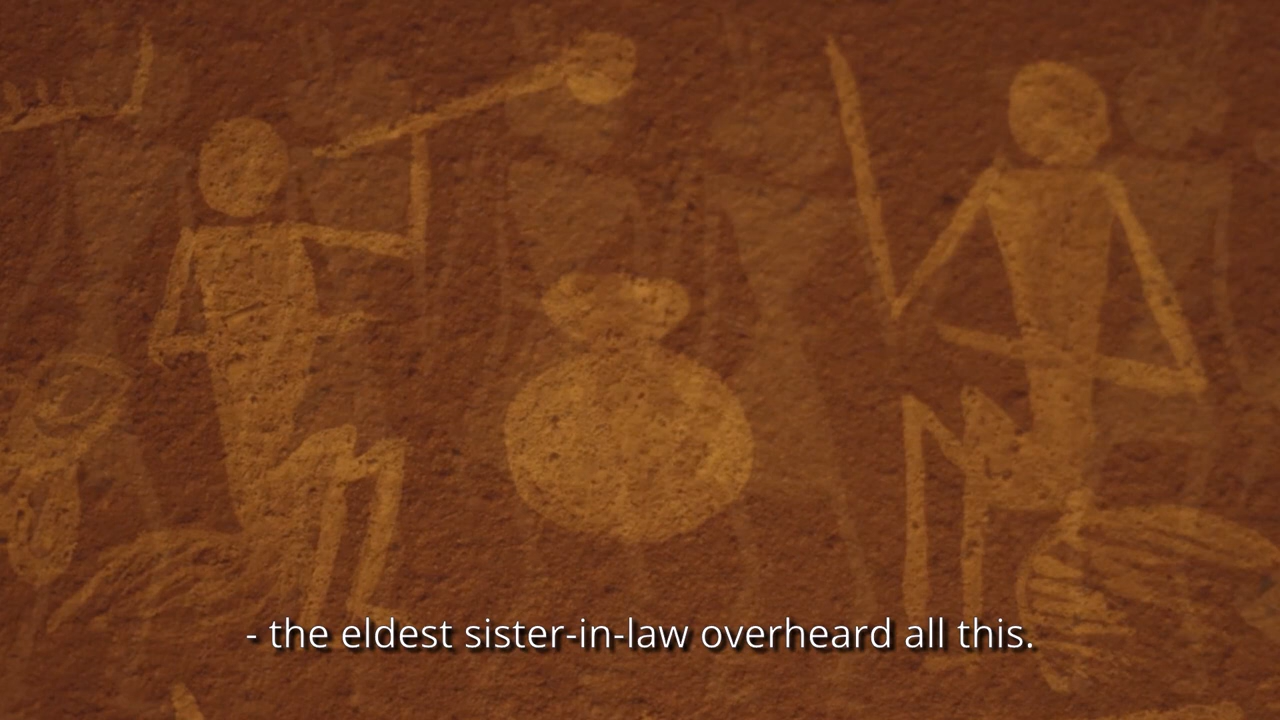 - the eldest sister-in-law overheard all this.